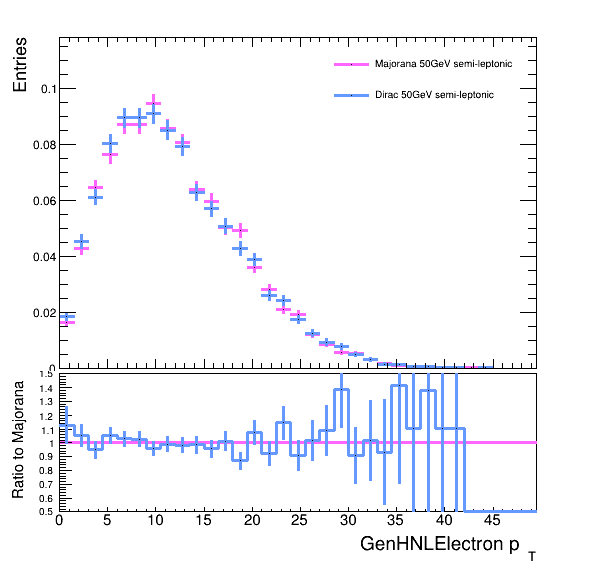 Entries
Majorana 50GeV semi-leptonic
Dirac 50GeV semi-leptonic
0.1
0.08
0.06
0.04
0.02
0
Ratio to Majorana
1.5
1.4
1.3
1.2
1.1
1
0.9
0.8
0.7
0.6
0.5
0 5 10 15 20 25 30 35 40 45
GenHNLElectron p T